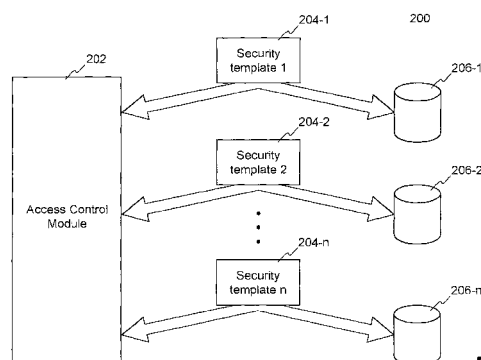 204-1
200
202
Security
template 1
206-1
204-2
Security
template 2
206-2
Access Control
Module
204-n
Security
template n
206-n